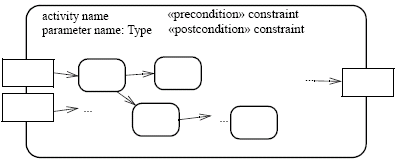 activity name «precondition» constraint
parameter name: Type «postcondition» constraint
...
...
...